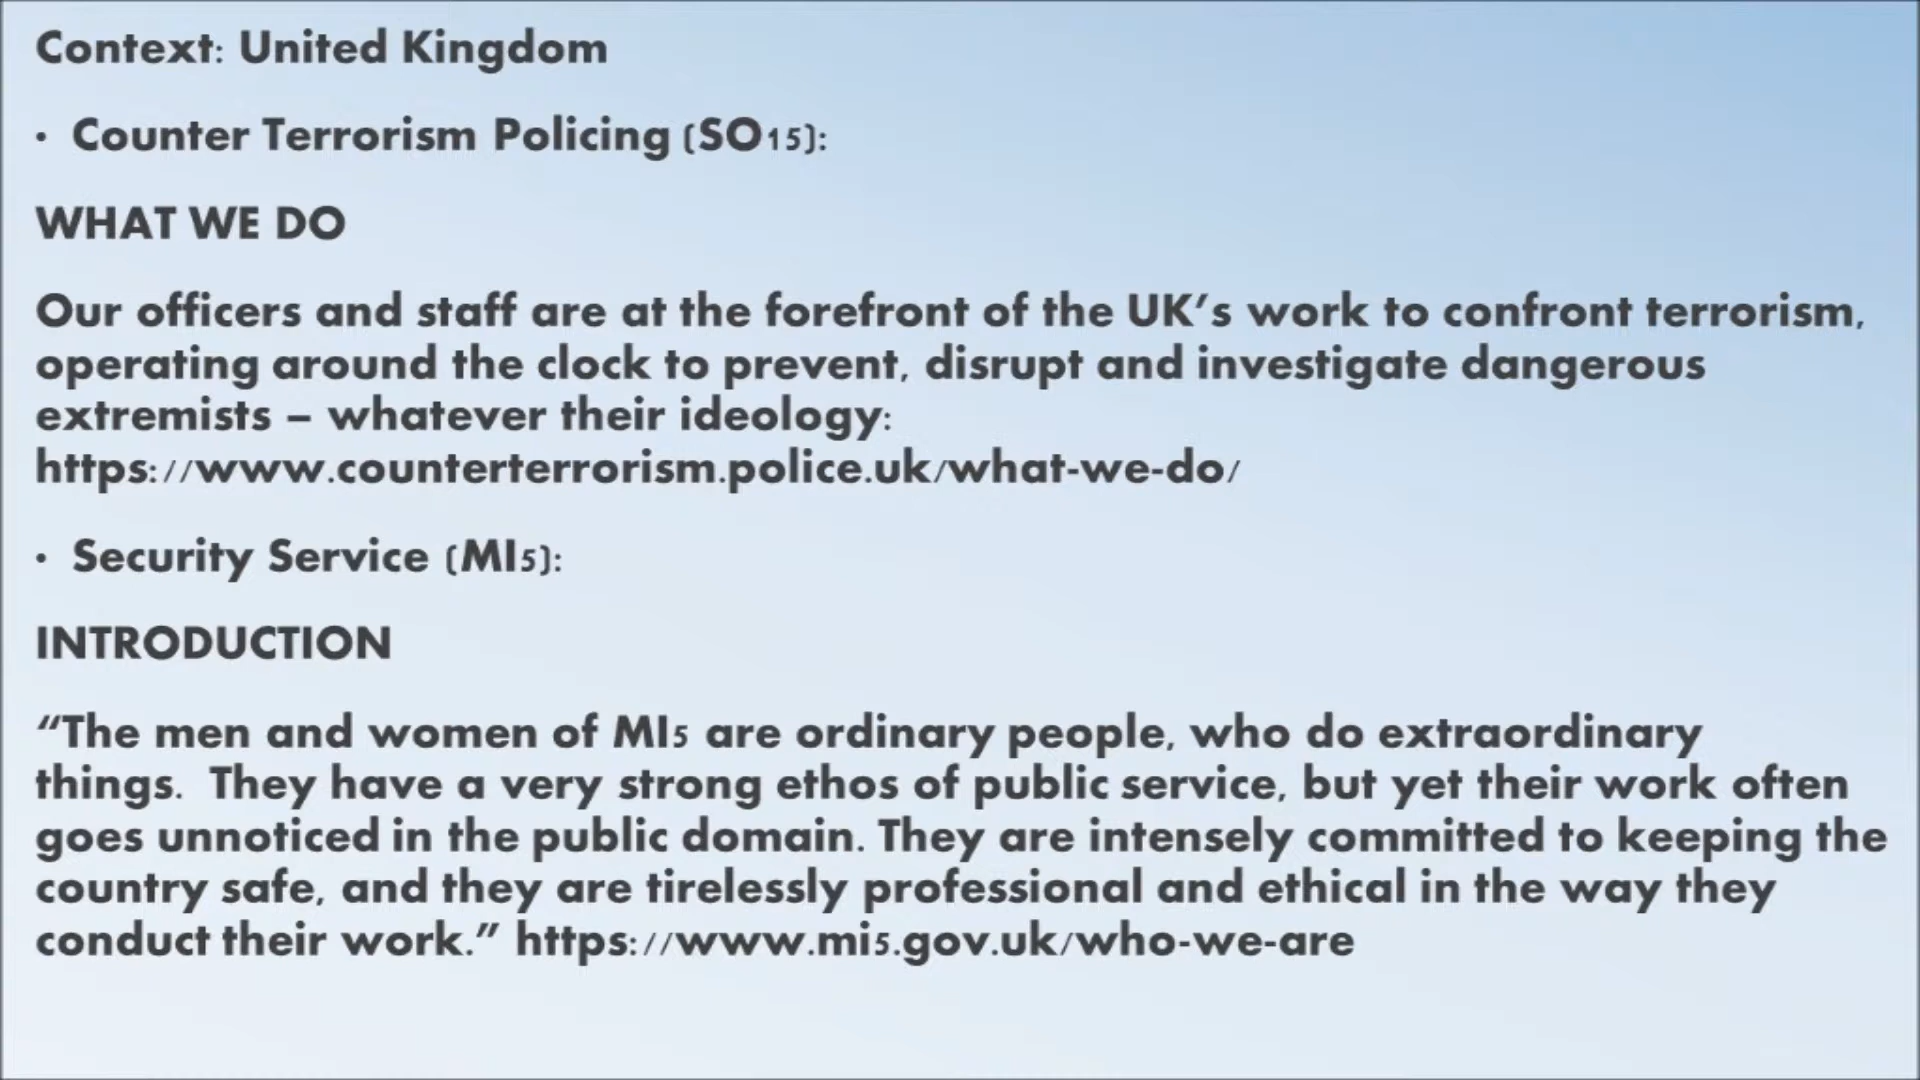 Context: United Kingdom
• Counter Terrorism Policing (SO15):
WHAT WE DO
Our officers and staff are at the forefront of the UK’s work to confront terrorism,
operating around the clock to prevent, disrupt and investigate dangerous
extremists – whatever their ideology:
https://www.counterterrorism.police.uk/what-we-do/
• Security Service (MI5):
INTRODUCTION
“The men and women of MI5 are ordinary people, who do extraordinary
things.  They have a very strong ethos of public service, but yet their work often
goes unnoticed in the public domain. They are intensely committed to keeping the
country safe, and they are tirelessly professional and ethical in the way they
conduct their work.” https://www.mi5.gov.uk/who-we-are